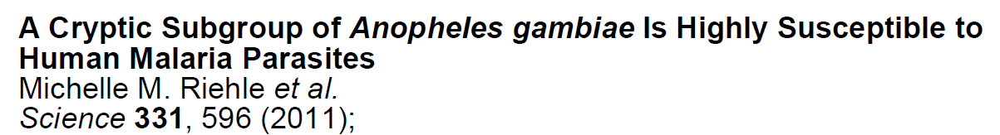 A Cryptic Subgroup of Anopheles gambiae Is Highly Susceptible to
Human Malaria Parasites
Michelle M. Riehle et al.
Science 331, 596 (2011);